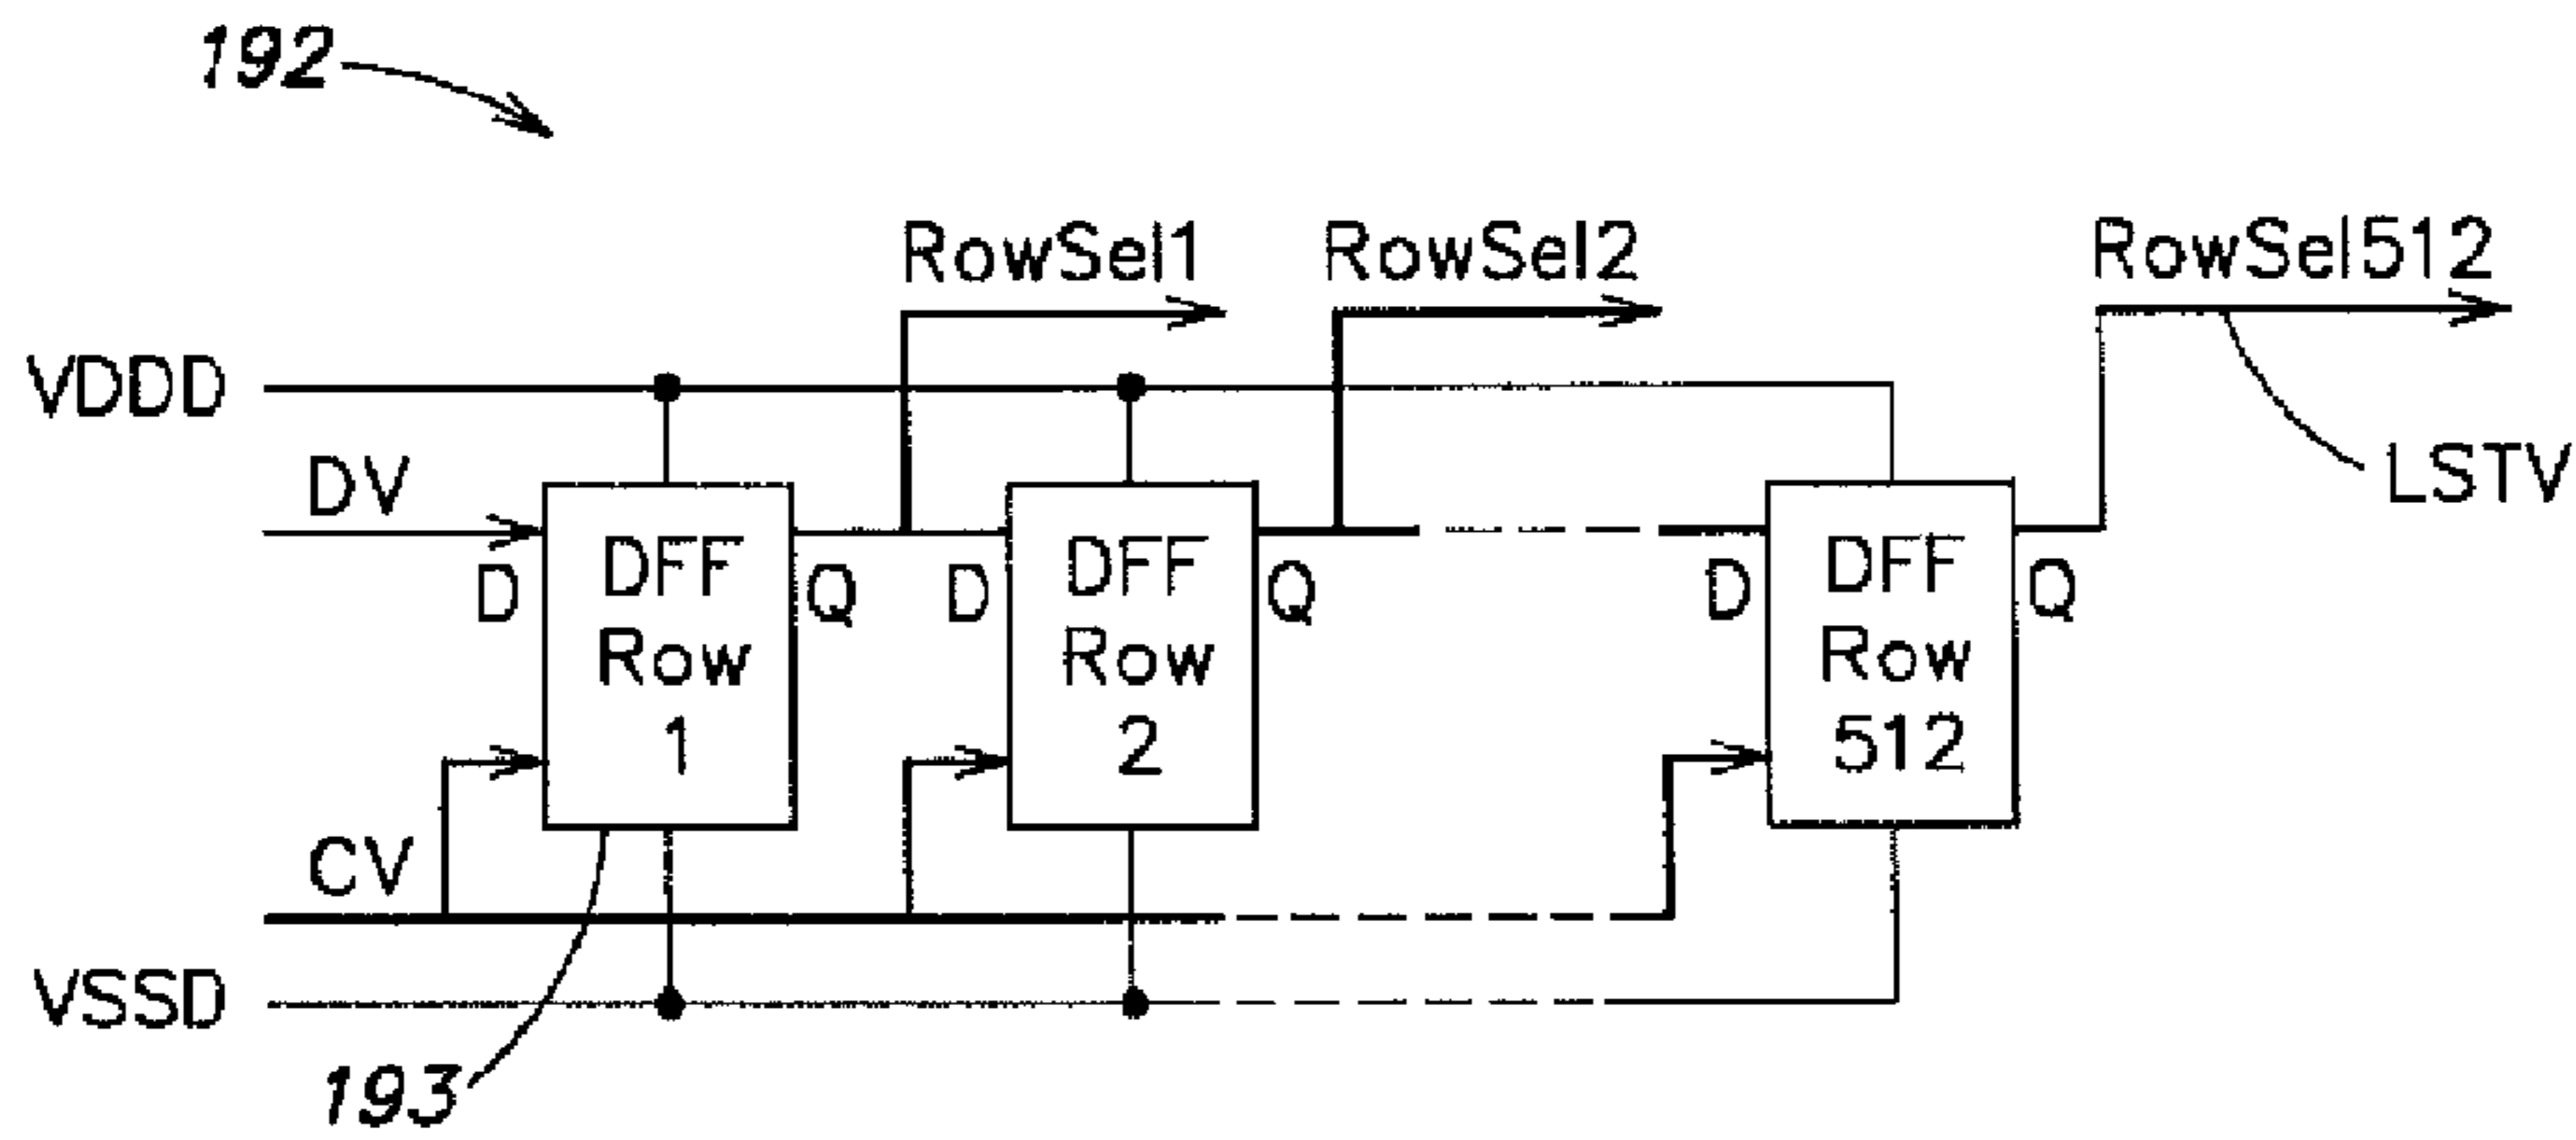 192
RowSel1 RowSel2 RowSel512
VDDD
DV
LSTV
D DFF Q D DFF Q D DFF Q
Row Row Row
1 2 512
CV
VSSD
193